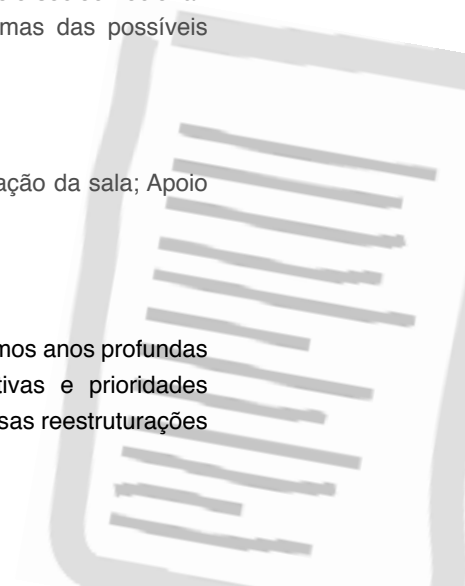 mas das possíveis
ação da sala; Apoio
mos anos profundas
tivas e prioridades
sas reestruturações